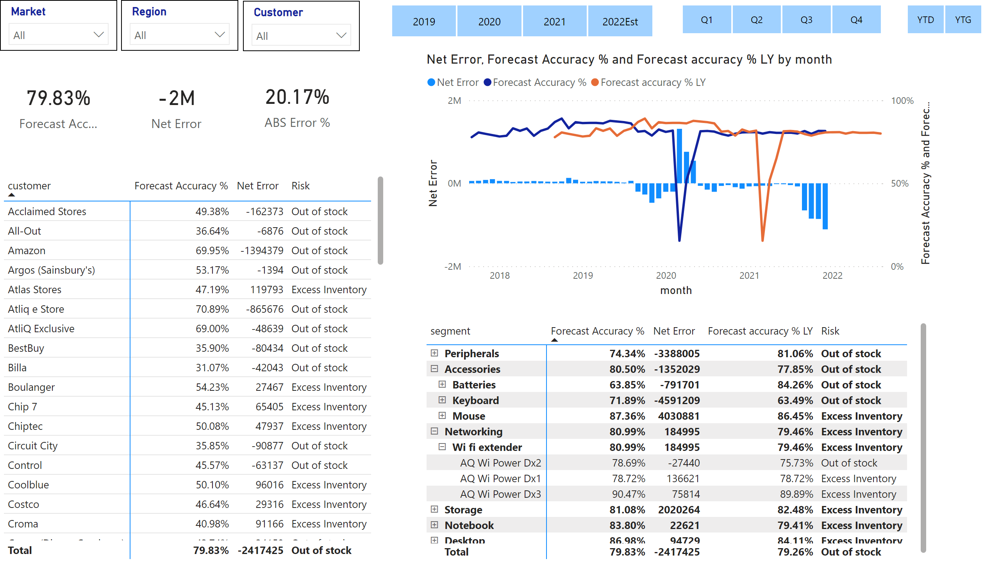 Market
All
Region
All
Customer
All
2019 2020 2021 2022Est
Q1 Q2 Q3 Q4
YTD YTG
79.83%
Forecast Acc...
-2M
Net Error
20.17%
ABS Error %
Net Error, Forecast Accuracy % and Forecast accuracy % LY by month
Net Error Forecast Accuracy % Forecast accuracy % LY
2M
0M
-2M
Net Error
100%
50%
0%
Forecast Accuracy % and Forec...
2018 2019 2020 2021 2022
month
customer Forecast Accuracy % Net Error Risk
Acclaimed Stores 49.38% -162373 Out of stock
All-Out 36.64% -6876 Out of stock
Amazon 69.95% -1394379 Out of stock
Argos (Sainsbury's) 53.17% -1394 Out of stock
Atlas Stores 47.19% 119793 Excess Inventory
Atliq e Store 70.89% -865676 Out of stock
AtliQ Exclusive 69.00% -48639 Out of stock
BestBuy 35.90% -80434 Out of stock
Billa 31.07% -42043 Out of stock
Boulanger 54.23% 27467 Excess Inventory
Chip 7 45.13% 65405 Excess Inventory
Chiptec 50.08% 47937 Excess Inventory
Circuit City 35.85% -90877 Out of stock
Control 45.57% -63137 Out of stock
Coolblue 50.10% 96016 Excess Inventory
Costco 46.64% 29316 Excess Inventory
Croma 40.98% 91166 Excess Inventory
Total 79.83% -2417425 Out of stock
segment Forecast Accuracy % Net Error Forecast accuracy % LY Risk
Peripherals 74.34% -3388005 81.06% Out of stock
Accessories 80.50% -1352029 77.85% Out of stock
Batteries 63.85% -791701 84.26% Out of stock
Keyboard 71.89% -4591209 63.49% Out of stock
Mouse 87.36% 4030881 86.45% Excess Inventory
Networking 80.99% 184995 79.46% Excess Inventory
Wi fi extender 80.99% 184995 79.46% Excess Inventory
AQ Wi Power Dx2 78.69% -27440 75.73% Out of stock
AQ Wi Power Dx1 78.72% 136621 78.72% Excess Inventory
AQ Wi Power Dx3 90.47% 75814 89.89% Excess Inventory
Storage 81.08% 2020264 82.48% Excess Inventory
Notebook 83.80% 22621 79.41% Excess Inventory
Desktop 86.98% 94729 84.11% Excess Inventory
Total 79.83% -2417425 79.26% Out of stock